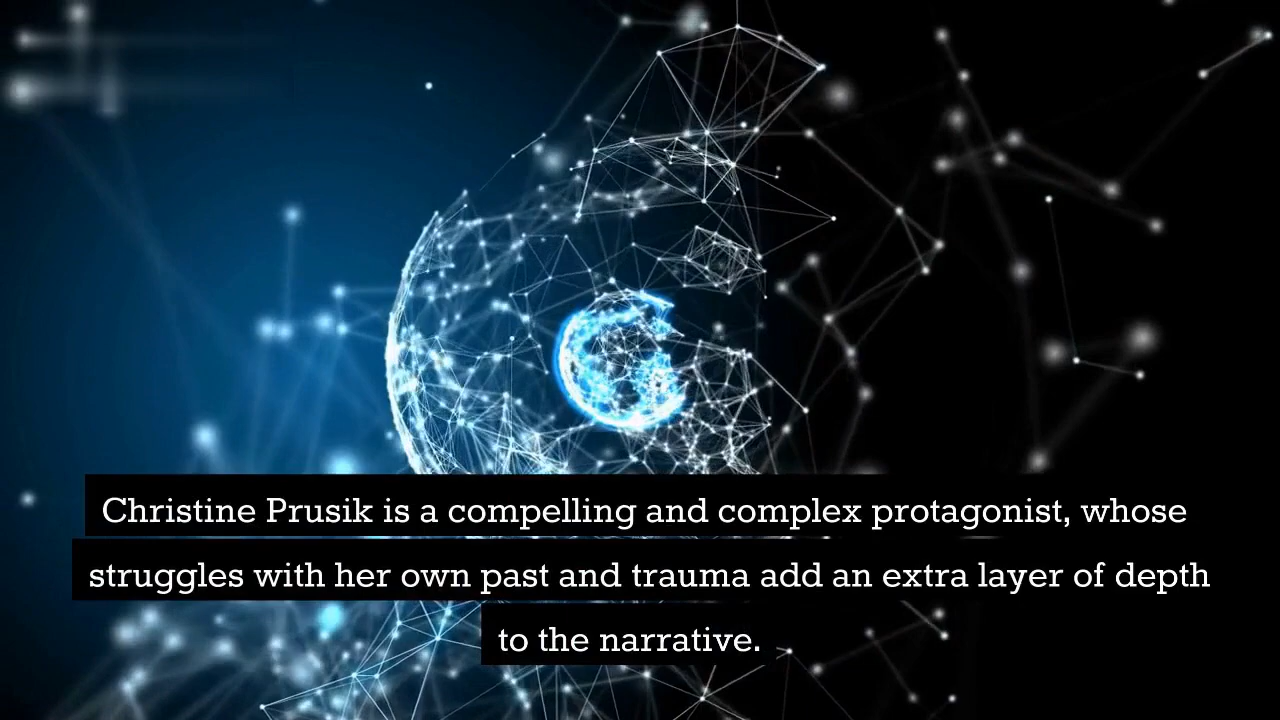 Christine Prusik is a compelling and complex protagonist, whose
struggles with her own past and trauma add an extra layer of depth
to the narrative.